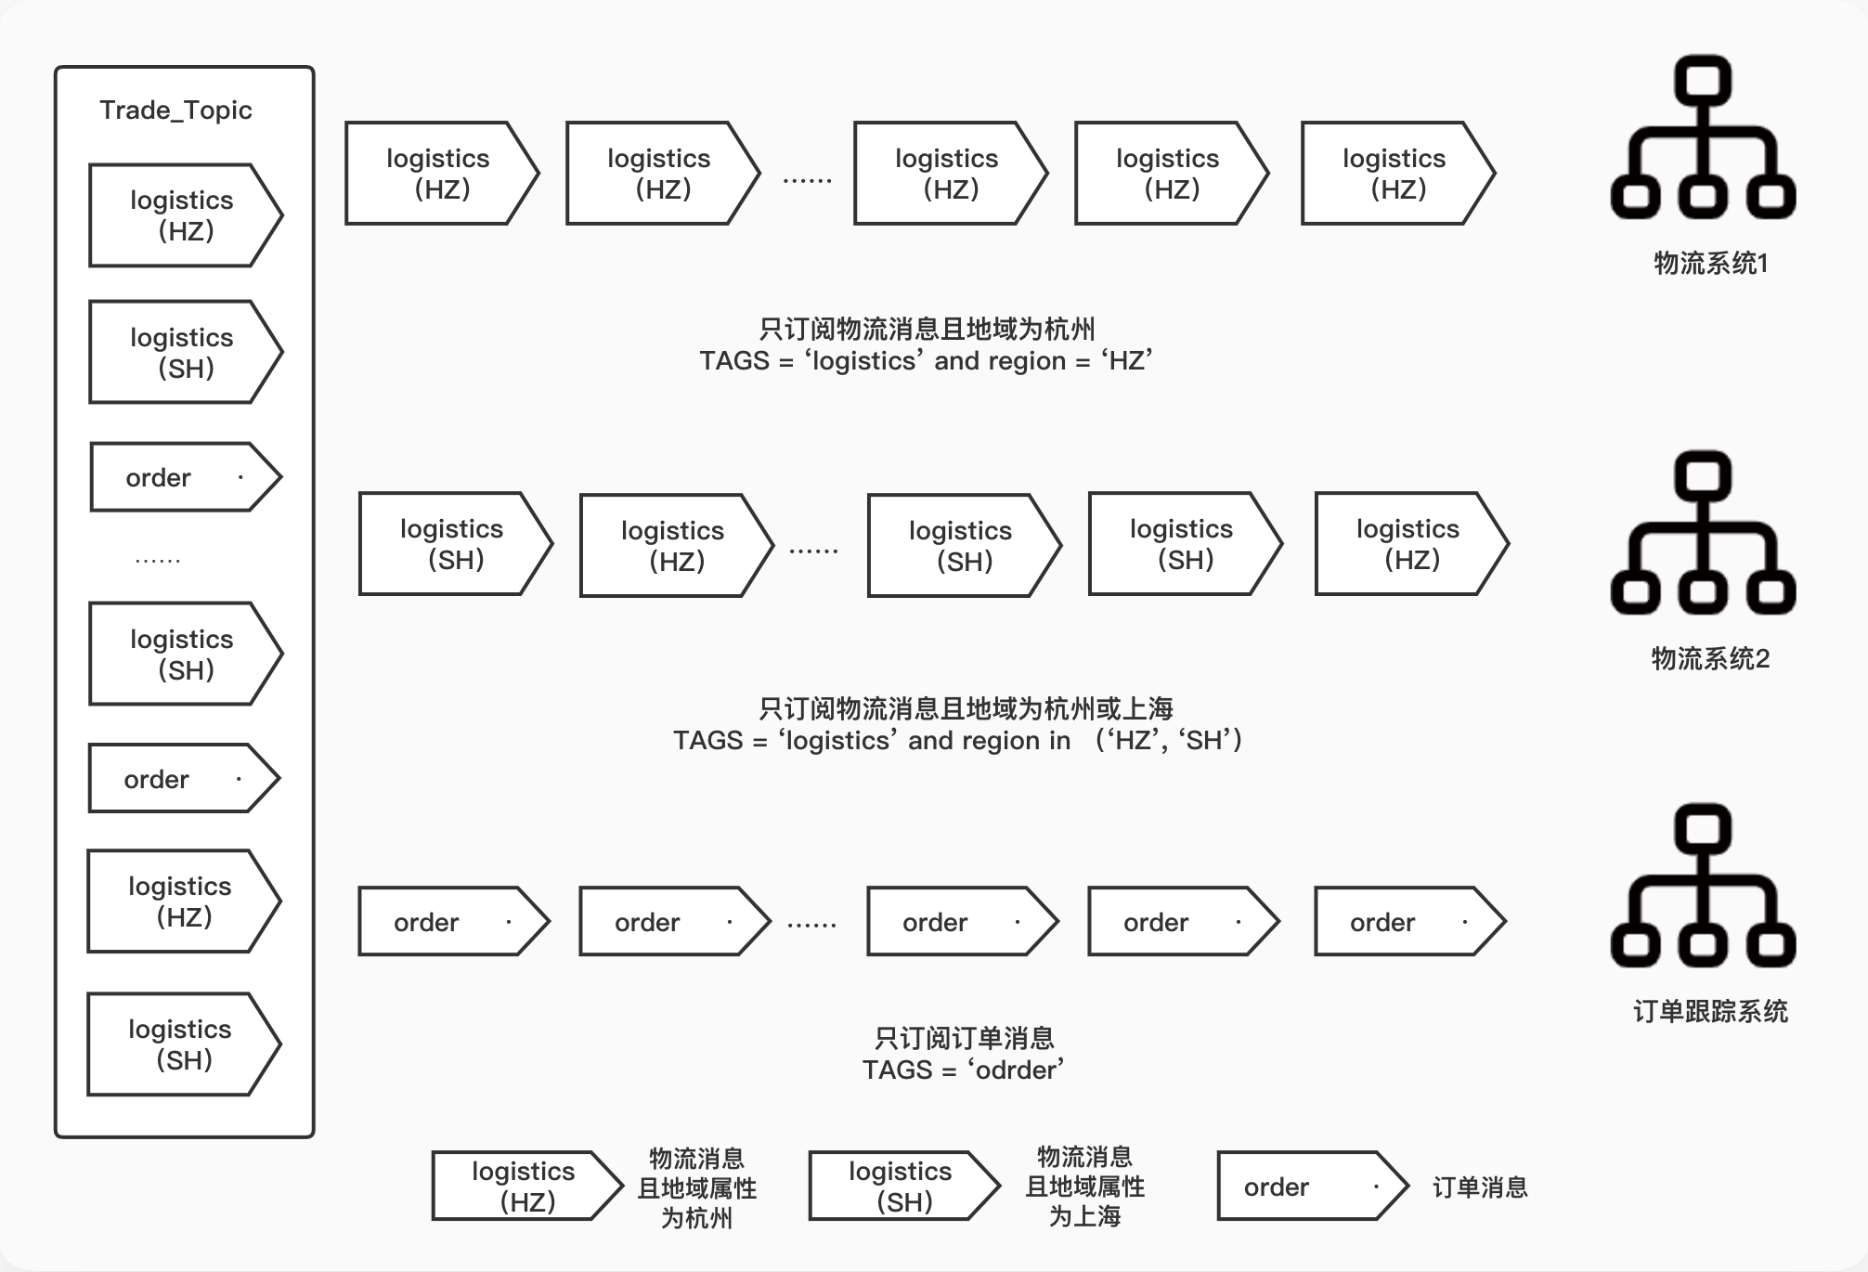 Trade_Topic
logistics
(HZ)
logistics
(SH)
order ·
......
logistics
(SH)
order ·
logistics
(HZ)
logistics
(SH)
logistics
(HZ)
logistics
(HZ)
......
logistics
(HZ)
logistics
(HZ)
logistics
(HZ)
物流系统1
只订阅物流消息且地域为杭州
TAGS = ‘logistics’ and region = ‘HZ’
logistics
(SH)
logistics
(HZ)
......
logistics
(SH)
logistics
(SH)
logistics
(HZ)
物流系统2
只订阅物流消息且地域为杭州或上海
TAGS = ‘logistics’ and region in （‘HZ’, ‘SH’）
order ·
order ·
......
order ·
order ·
order ·
订单跟踪系统
只订阅订单消息
TAGS = ‘odrder’
logistics
(HZ)
物流消息
且地域属性
为杭州
logistics
(SH)
物流消息
且地域属性
为上海
order ·
订单消息